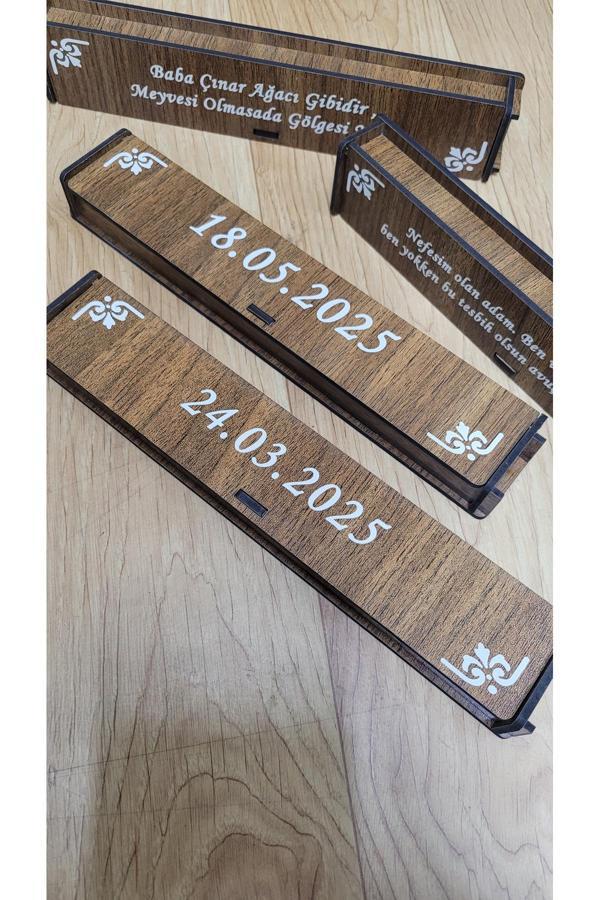 Baba Çınar Ağacı Gibidir
Meyvesi Olmasada Gölgesi
Nefesim olan adam. Ben
ben yokken bu tesbih olsun
18.05.2025
24.03.2025